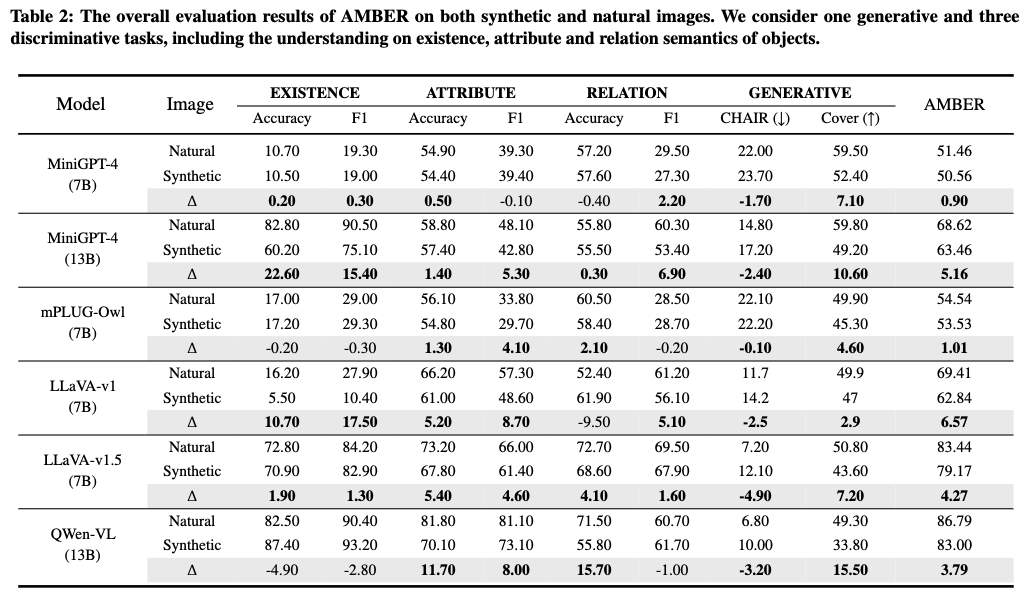 Table 2: The overall evaluation results of AMBER on both synthetic and natural images. We consider one generative and three
discriminative tasks, including the understanding on existence, attribute and relation semantics of objects.
Model Image EXISTENCE ATTRIBUTE RELATION GENERATIVE AMBER
Accuracy F1 Accuracy F1 Accuracy F1 CHAIR (↓) Cover (↑)
MiniGPT-4 (7B)
Natural 10.70 19.30 54.90 39.30 57.20 29.50 22.00 59.50 51.46
Synthetic 10.50 19.00 54.40 39.40 57.60 27.30 23.70 52.40 50.56
Δ 0.20 0.30 0.50 -0.10 -0.40 2.20 -1.70 7.10 0.90
MiniGPT-4 (13B)
Natural 82.80 90.50 58.80 48.10 55.80 60.30 14.80 59.80 68.62
Synthetic 60.20 75.10 57.40 42.80 55.50 53.40 17.20 49.20 63.46
Δ 22.60 15.40 1.40 5.30 0.30 6.90 -2.40 10.60 5.16
mPLUG-Owl (7B)
Natural 17.00 29.00 56.10 33.80 60.50 28.50 22.10 49.90 54.54
Synthetic 17.20 29.30 54.80 29.70 58.40 28.70 22.20 45.30 53.53
Δ -0.20 -0.30 1.30 4.10 2.10 -0.20 -0.10 4.60 1.01
LLaVA-v1 (7B)
Natural 16.20 27.90 66.20 57.30 52.40 61.20 11.7 49.9 69.41
Synthetic 5.50 10.40 61.00 48.60 61.90 56.10 14.2 47 62.84
Δ 10.70 17.50 5.20 8.70 -9.50 5.10 -2.5 2.9 6.57
LLaVA-v1.5 (7B)
Natural 72.80 84.20 73.20 66.00 72.70 69.50 7.20 50.80 83.44
Synthetic 70.90 82.90 67.80 61.40 68.60 67.90 12.10 43.60 79.17
Δ 1.90 1.30 5.40 4.60 4.10 1.60 -4.90 7.20 4.27
QWen-VL (13B)
Natural 82.50 90.40 81.80 81.10 71.50 60.70 6.80 49.30 86.79
Synthetic 87.40 93.20 70.10 73.10 55.80 61.70 10.00 33.80 83.00
Δ -4.90 -2.80 11.70 8.00 15.70 -1.00 -3.20 15.50 3.79